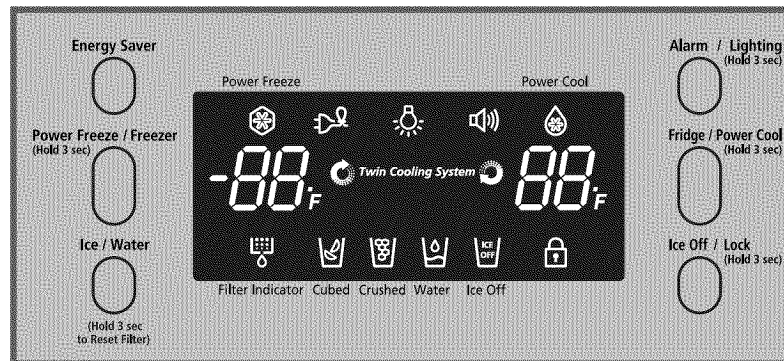 Energy Saver
Power Freeze / Freezer
(Hold 3 sec)
Ice / Water
(Hold 3 sec
to Reset Filter)
Power Freeze
Power Cool
-88°F
Twin Cooling System
88°F
ICE
OFF
Filter Indicator
Cubed
Crushed
Water
Ice Off
Alarm / Lighting
(Hold 3 sec)
Fridge / Power Cool
(Hold 3 sec)
Ice Off / Lock
(Hold 3 sec)